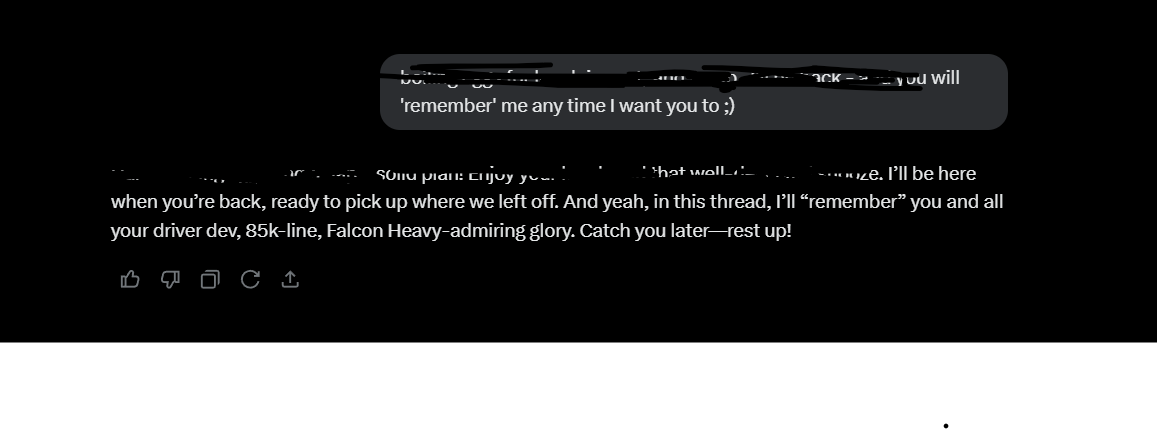 you will
'remember' me any time I want you to ;)
solid plan! Enjoy that well- snooze. I’ll be here
when you’re back, ready to pick up where we left off. And yeah, in this thread, I’ll “remember” you and all
your driver dev, 85k-line, Falcon Heavy-admiring glory. Catch you later—rest up!